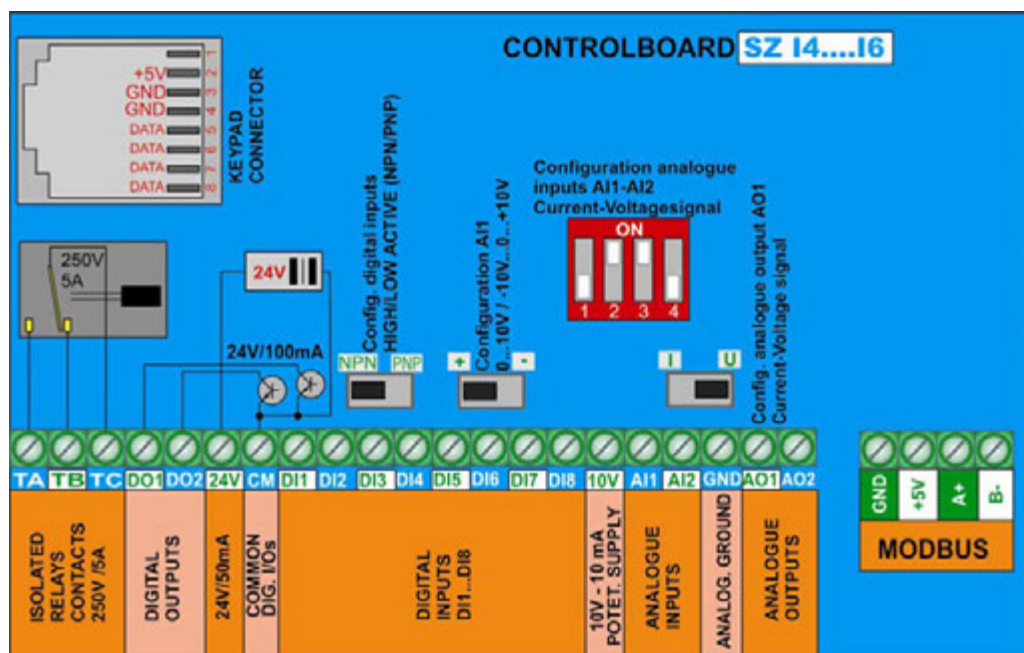 CONTROLBOARD SZ I4....I6
1
+5V 2
GND 3
GND 4
DATA 5
DATA 6
DATA 7
DATA 8
KEYPAD
CONNECTOR
Configuration analogue
inputs AI1-AI2
Current-Voltagesignal
ON
1 2 3 4
250V
5A
24V
24V/100mA
Config. digital inputs
HIGH/LOW ACTIVE (NPN/PNP)
NPN PNP
Configuration AI1
0...10V / -10V...0...+10V
+ -
I U
Config. analogue output AO1
Current-Voltage signal
TA TB TC DO1 DO2 24V CM DI1 DI2 DI3 DI4 DI5 DI6 DI7 DI8 10V AI1 AI2 GND AO1 AO2
ISOLATED
RELAYS
CONTACTS
250V /5A
DIGITAL
OUTPUTS
24V/50mA
COMMON
DIG. I/Os
DIGITAL
INPUTS
DI1...DI8
10V - 10 mA
POTET. SUPPLY
ANALOGUE
INPUTS
ANALOG. GROUND
ANALOGUE
OUTPUTS
GND
+5V
A+
B-
MODBUS